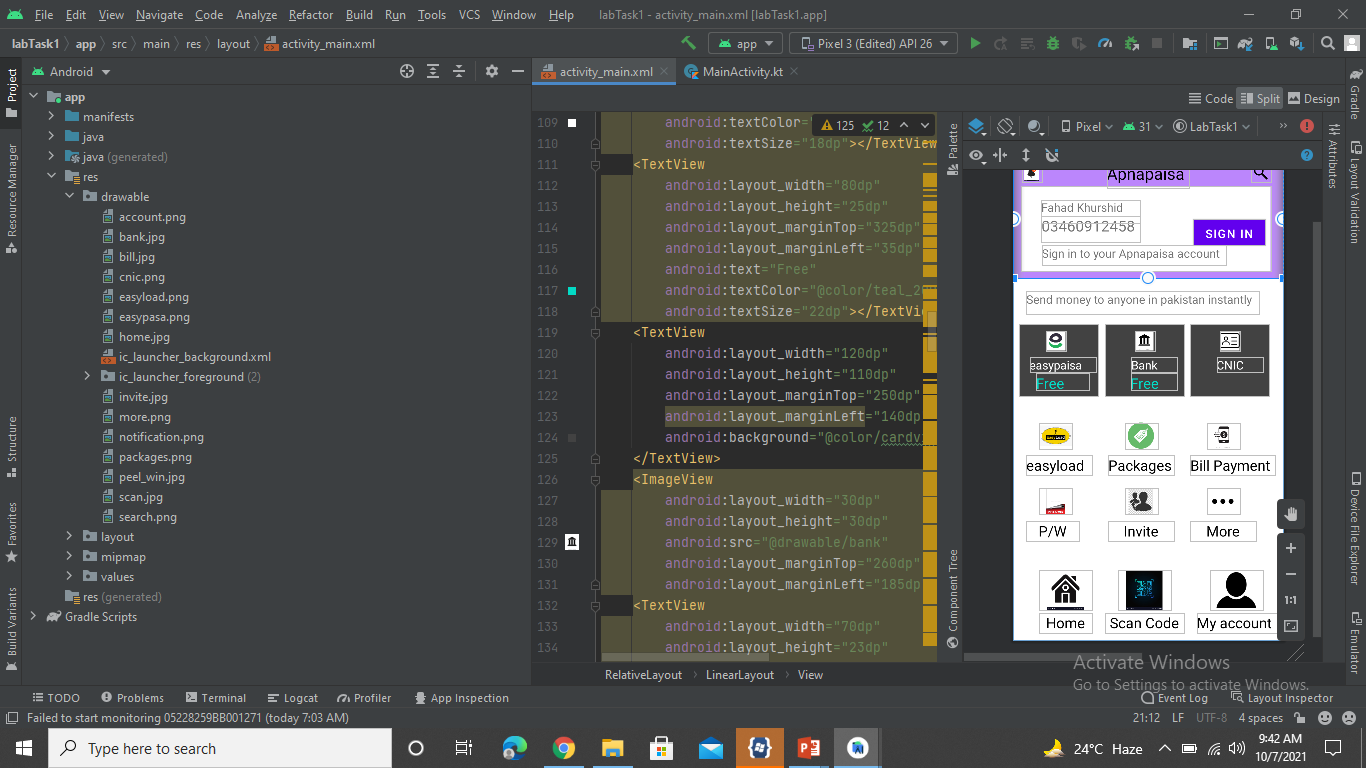 File Edit View Navigate Code Analyze Refactor Build Run Tools VCS Window Help labTask1 - activity_main.xml [labTask1.app]
labTask1 app src main res layout activity_main.xml app Pixel 3 (Edited) API 26
Android
activity_main.xml MainActivity.kt
Code Split Design
Project
Resource Manager
Structure
Favorites
Build Variants
app
manifests
java
java (generated)
res
drawable
account.png
bank.jpg
bill.jpg
cnic.png
easyload.png
easypasa.png
home.jpg
ic_launcher_background.xml
ic_launcher_foreground (2)
invite.jpg
more.png
notification.png
packages.png
peel_win.jpg
scan.jpg
search.png
layout
mipmap
values
res (generated)
Gradle Scripts
125 12
109 android:textColor=
110 android:textSize="18dp"></TextView
111 <TextView
112 android:layout_width="80dp"
113 android:layout_height="25dp"
114 android:layout_marginTop="325dp"
115 android:layout_marginLeft="35dp"
116 android:text="Free"
117 android:textColor="@color/teal_2
118 android:textSize="22dp"></TextVi
119 <TextView
120 android:layout_width="120dp"
121 android:layout_height="110dp"
122 android:layout_marginTop="250dp"
123 android:layout_marginLeft="140dp
124 android:background="@color/cardv
125 </TextView>
126 <ImageView
127 android:layout_width="30dp"
128 android:layout_height="30dp"
129 android:src="@drawable/bank"
130 android:layout_marginTop="260dp"
131 android:layout_marginLeft="185dp
132 <TextView
133 android:layout_width="70dp"
134 android:layout_height="23dp"
RelativeLayout LinearLayout View
Palette
Component Tree
Pixel 31 LabTask1
Apnapaisa
Fahad Khurshid
03460912458
SIGN IN
Sign in to your Apnapaisa account
Send money to anyone in pakistan instantly
easypaisa Bank CNIC
Free Free
easyload Packages Bill Payment
P/W Invite More
Home Scan Code My account
1:1
Gradle
Attributes
Layout Validation
Device File Explorer
Emulator
Activate Windows
Go to Settings to activate Windows.
TODO Problems Terminal Logcat Profiler App Inspection Event Log Layout Inspector
Failed to start monitoring 05228259BB001271 (today 7:03 AM) 21:12 LF UTF-8 4 spaces
Type here to search
24°C Haze
9:42 AM
10/7/2021